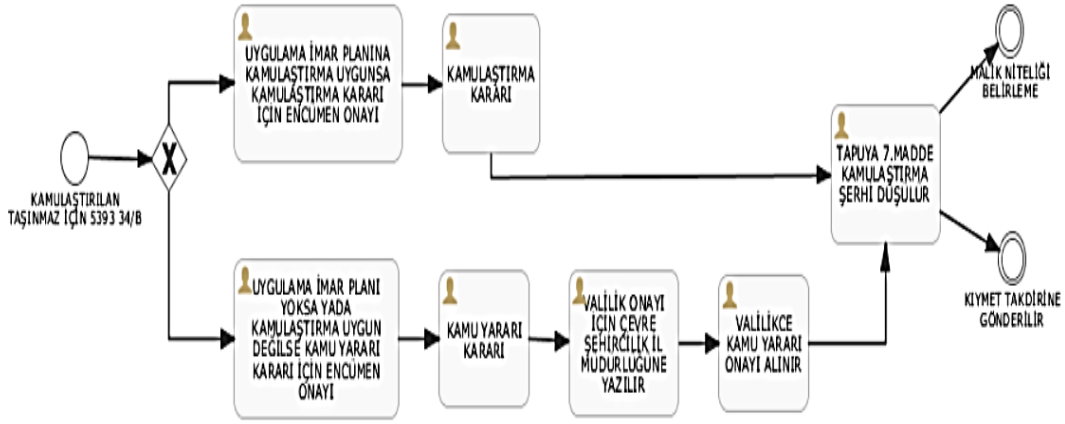 KAMULAŞTIRILAN
TAŞINMAZ İÇİN 5393 34/B
UYGULAMA İMAR PLANINA
KAMULAŞTIRMA UYGUNSA
KAMULAŞTIRMA KARARI
İÇİN ENCÜMEN ONAYI
KAMULAŞTIRMA
KARARI
UYGULAMA İMAR PLANI
YOKSA YADA
KAMULAŞTIRMA UYGUN
DEĞİLSE KAMU YARARI
KARARI İÇİN ENCÜMEN
ONAYI
KAMU YARARI
KARARI
VALİLİK ONAYI
İÇİN ÇEVRE
ŞEHİRCİLİK İL
MÜDÜRLÜĞÜNE
YAZILIR
VALİLİKCE
KAMU YARARI
ONAYI ALINIR
TAPUYA 7.MADDE
KAMULAŞTIRMA
ŞERHİ DÜŞÜLÜR
MALİK NİTELİĞİ
BELİRLEME
KIYMET TAKDİRİNE
GÖNDERİLİR